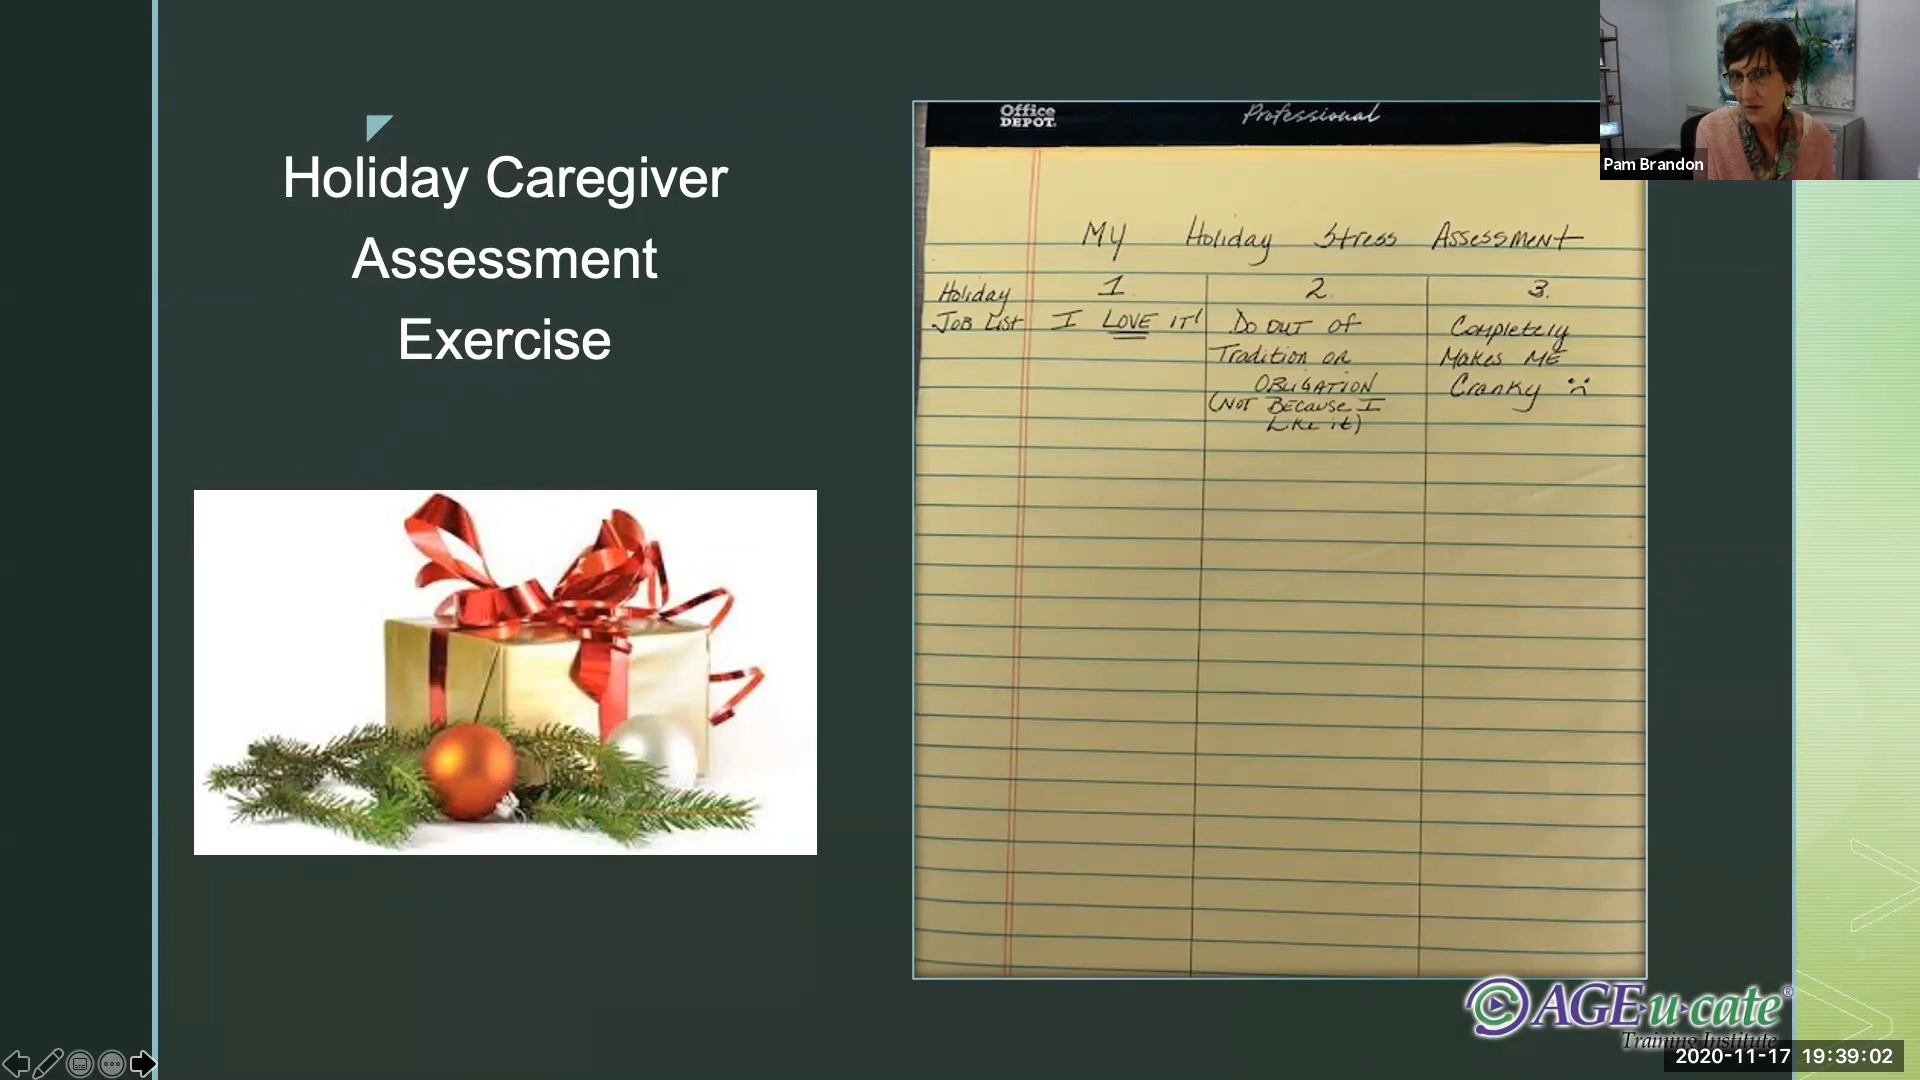 Holiday Caregiver
Assessment
Exercise
Office
DEPOT.
Professional
Pam Brandon
My Holiday Stress Assessment
Holiday
Job List
1.
I LOVE it!
2.
Do out of
Tradition or
OBligATION
(NOT BECAUSE I
Like it)
3.
Completely
Makes ME
Cranky :(
AGE·u·cate®
Training Institute
2020-11-17 19:39:02